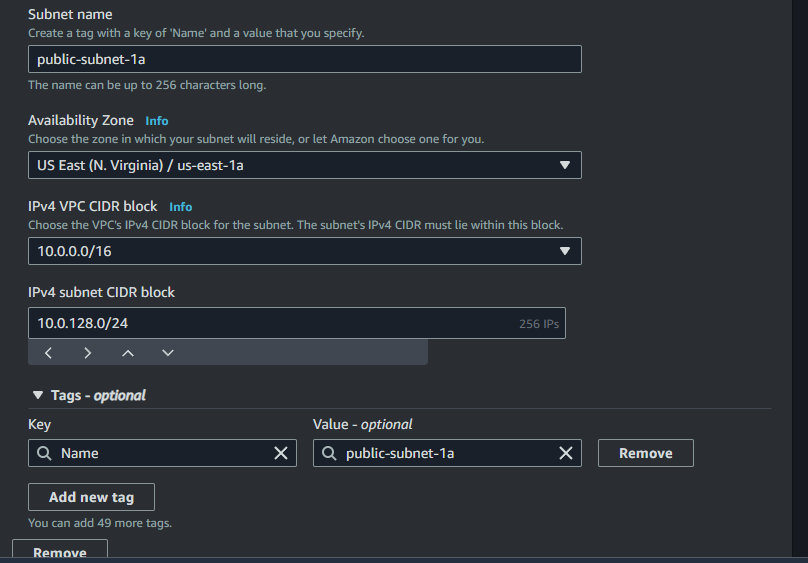 Subnet name
Create a tag with a key of 'Name' and a value that you specify.
public-subnet-1a
The name can be up to 256 characters long.
Availability Zone Info
Choose the zone in which your subnet will reside, or let Amazon choose one for you.
US East (N. Virginia) / us-east-1a
IPv4 VPC CIDR block Info
Choose the VPC's IPv4 CIDR block for the subnet. The subnet's IPv4 CIDR must lie within this block.
10.0.0.0/16
IPv4 subnet CIDR block
10.0.128.0/24 256 IPs
Tags - optional
Key Value - optional
Name public-subnet-1a Remove
Add new tag
You can add 49 more tags.
Remove